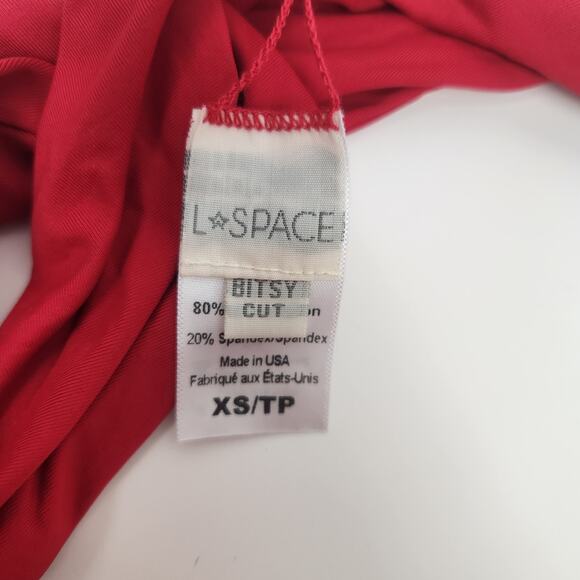 L☆SPACE
BITSY
CUT
80%
20% Spandex/Spandex
Made in USA
Fabriqué aux États-Unis
XS/TP